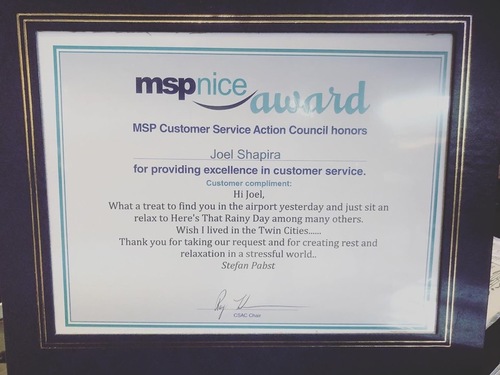 mspnice award
MSP Customer Service Action Council honors
Joel Shapira
for providing excellence in customer service.
Customer compliment:
Hi Joel,
What a treat to find you in the airport yesterday and just sit an
relax to Here's That Rainy Day among many others.
Wish I lived in the Twin Cities......
Thank you for taking our request and for creating rest and
relaxation in a stressful world..
Stefan Pabst
CSAC Chair